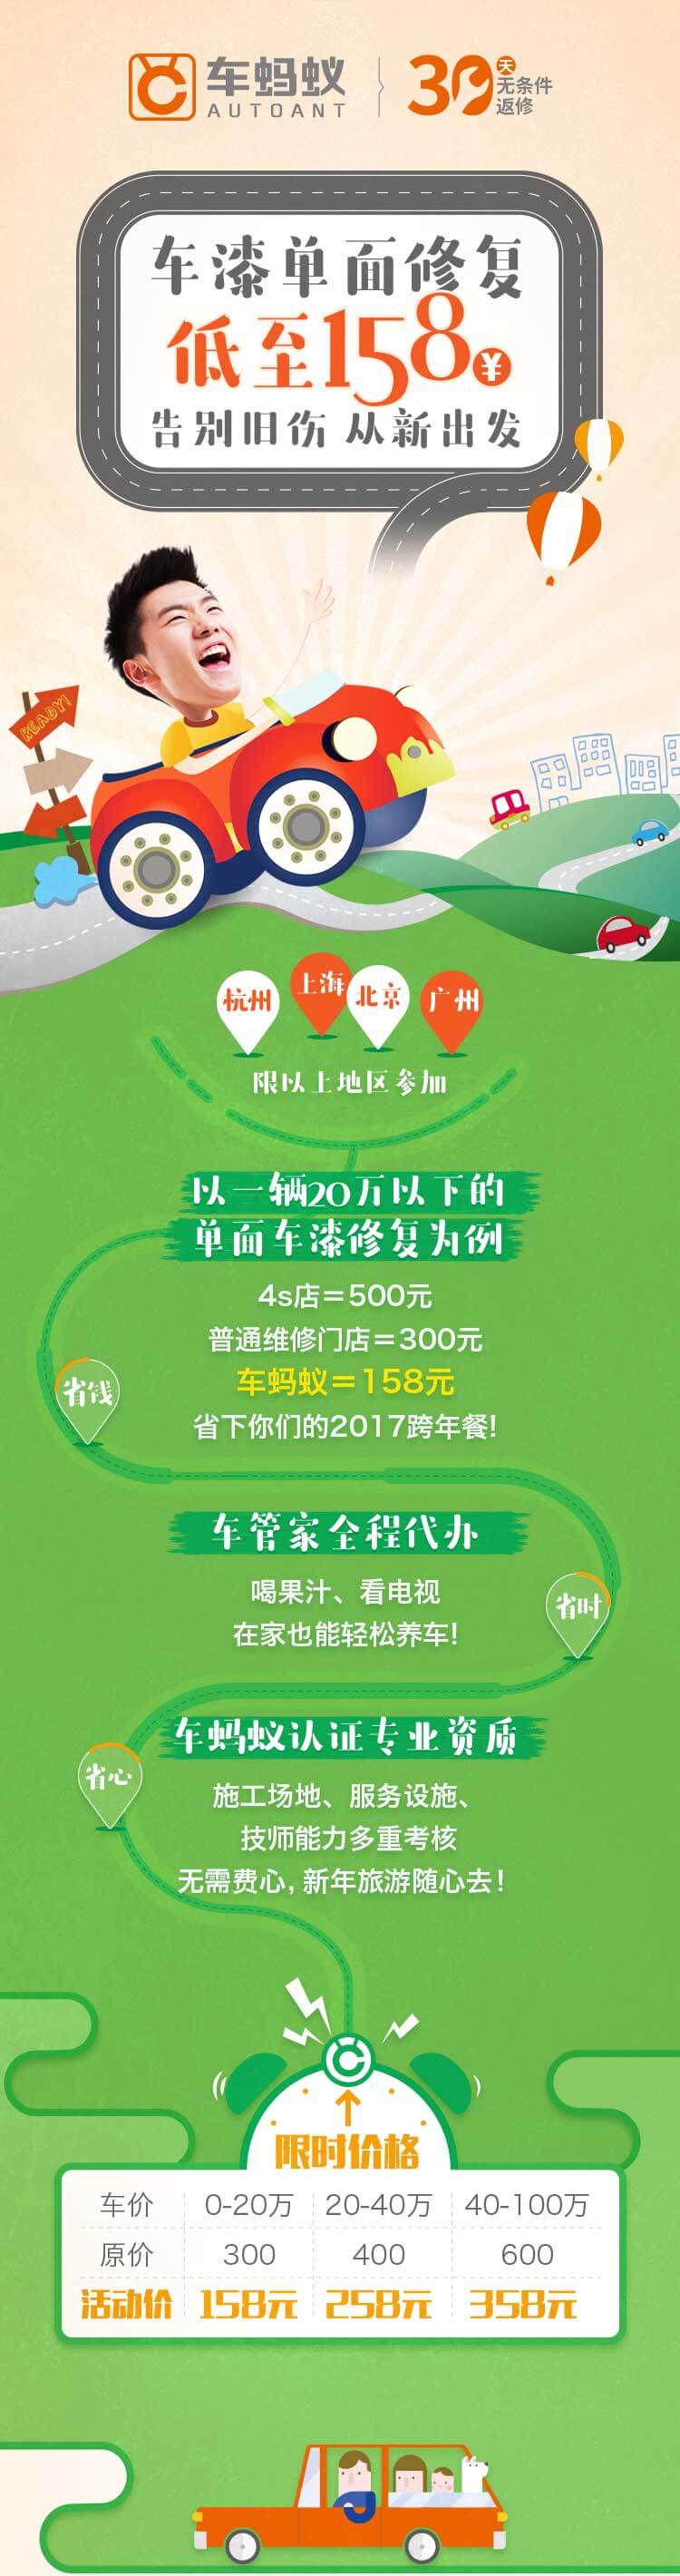 车蚂蚁
AUTOANT
30天
无条件
返修
车漆单面修复
低至158¥
告别旧伤 从新出发
READY!
杭州
上海
北京
广州
限以上地区参加
以一辆20万以下的
单面车漆修复为例
4s店=500元
普通维修门店=300元
车蚂蚁=158元
省下你们的2017跨年餐!
省钱
车管家全程代办
喝果汁、看电视
在家也能轻松养车!
省时
车蚂蚁认证专业资质
省心
施工场地、服务设施、
技师能力多重考核
无需费心, 新年旅游随心去!
限时价格
车价 0-20万 20-40万 40-100万
原价 300 400 600
活动价 158元 258元 358元